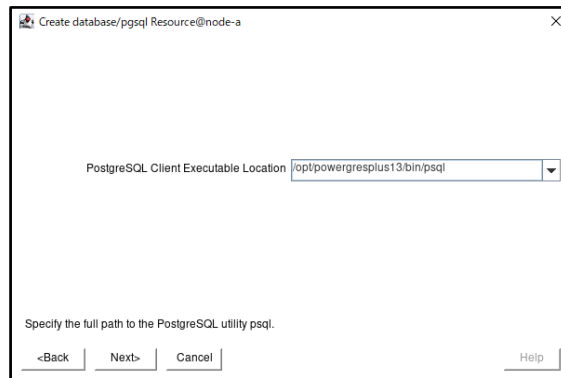 Create database/pgsql Resource@node-a
PostgreSQL Client Executable Location /opt/powergresplus13/bin/psql
Specify the full path to the PostgreSQL utility psql.
<Back Next> Cancel Help